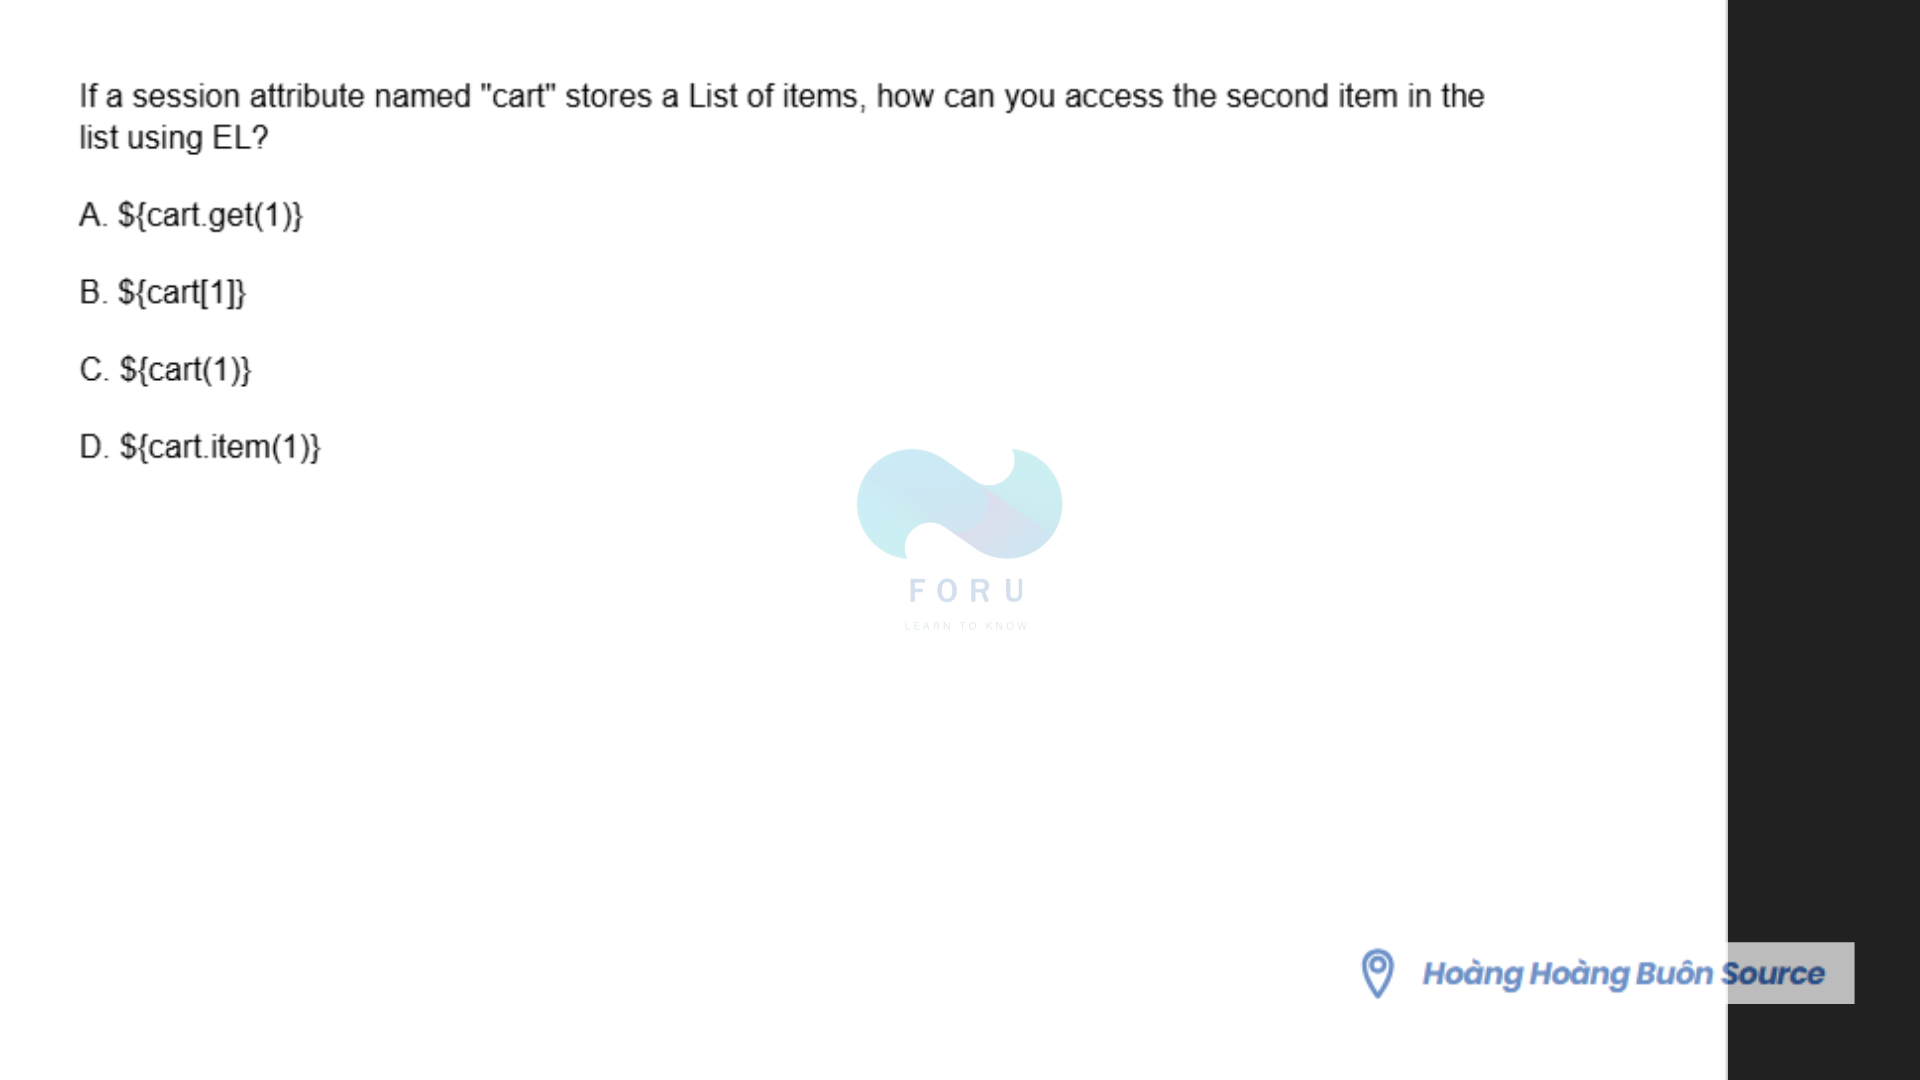 If a session attribute named "cart" stores a List of items, how can you access the second item in the
list using EL?
A. ${cart.get(1)}
B. ${cart[1]}
C. ${cart(1)}
D. ${cart.item(1)}
FORU
LEARN TO KNOW
Hoàng Hoàng Buôn Source